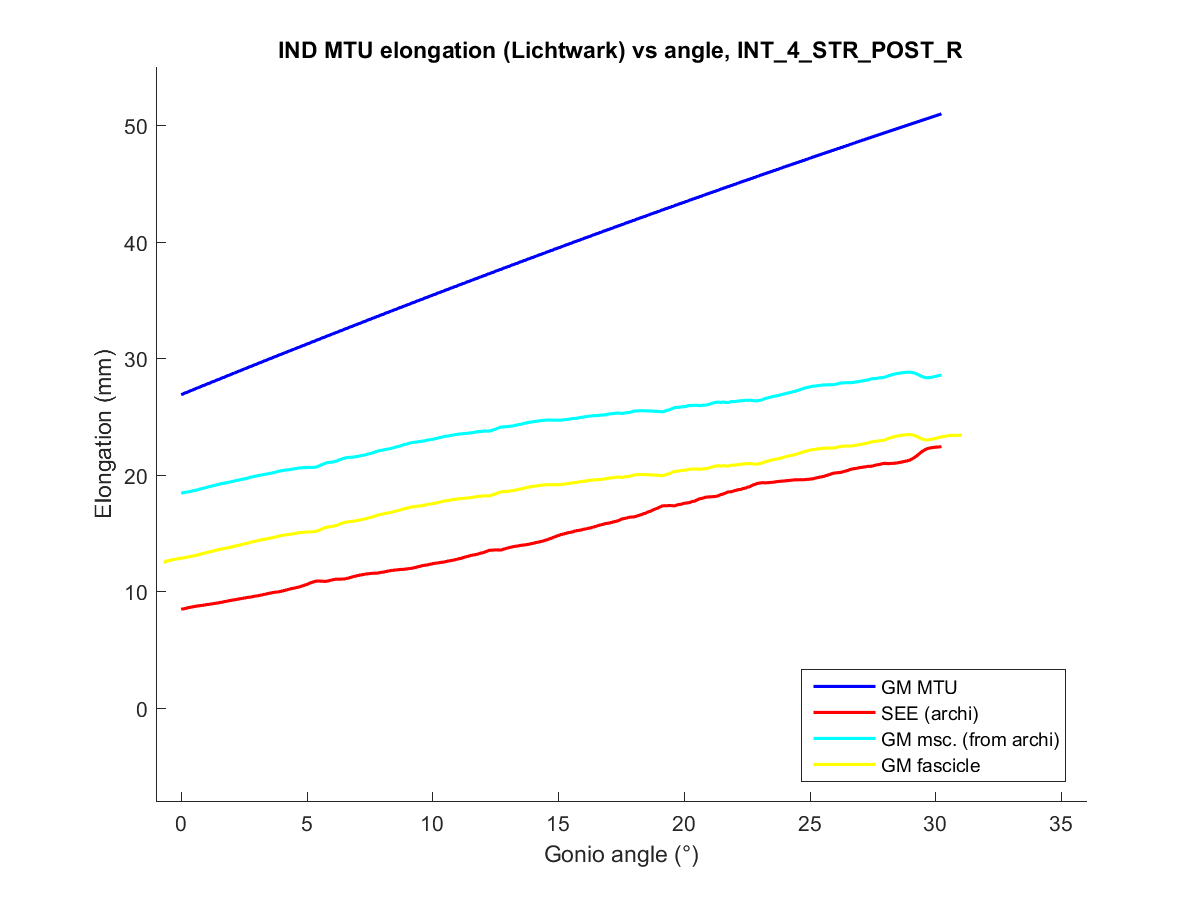 IND MTU elongation (Lichtwark) vs angle, INT_4_STR_POST_R
50
40
30
20
10
0
Elongation (mm)
GM MTU
SEE (archi)
GM msc. (from archi)
GM fascicle
0 5 10 15 20 25 30 35
Gonio angle (°)